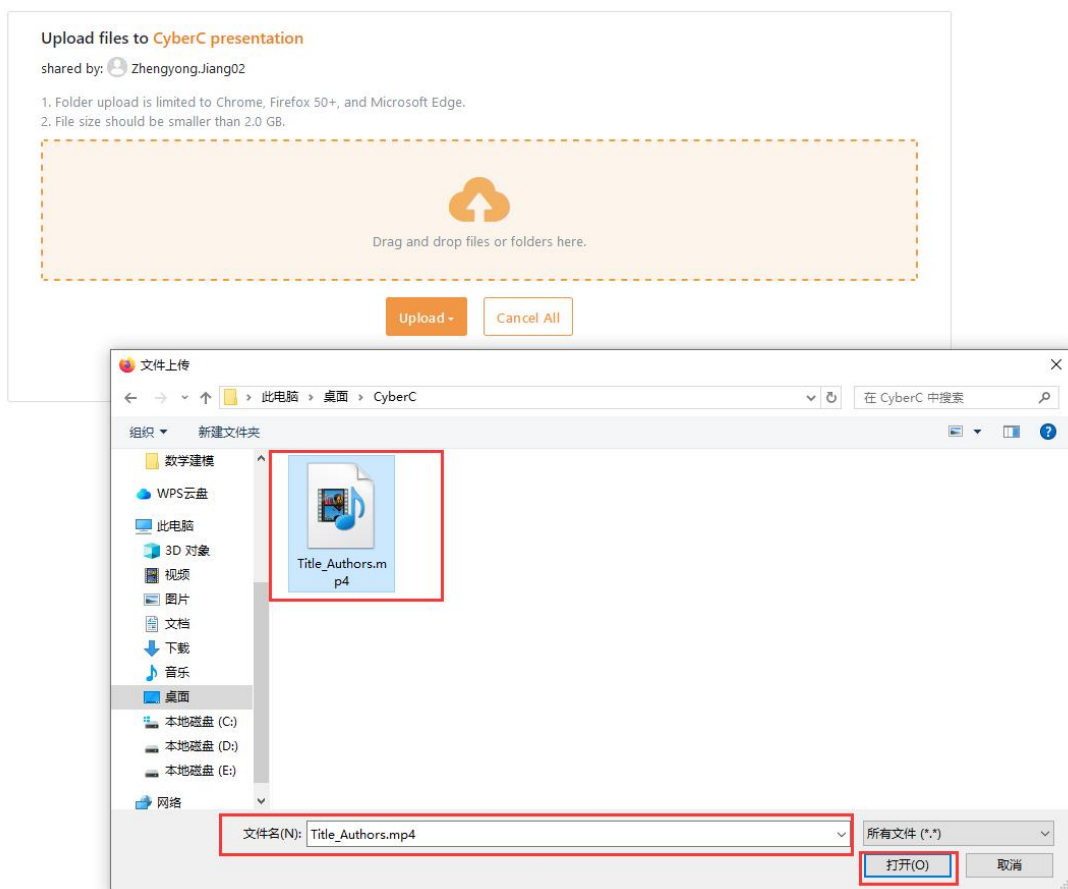 Upload files to CyberC presentation
shared by: Zhengyong.Jiang02
1. Folder upload is limited to Chrome, Firefox 50+, and Microsoft Edge.
2. File size should be smaller than 2.0 GB.
Drag and drop files or folders here.
Upload
Cancel All
文件上传
此电脑 > 桌面 > CyberC
在 CyberC 中搜索
组织
新建文件夹
数学建模
WPS云盘
此电脑
3D 对象
视频
图片
文档
下载
音乐
桌面
本地磁盘 (C:)
本地磁盘 (D:)
本地磁盘 (E:)
网络
Title_Authors.m
p4
文件名(N):
Title_Authors.mp4
所有文件 (*.*)
打开(O)
取消